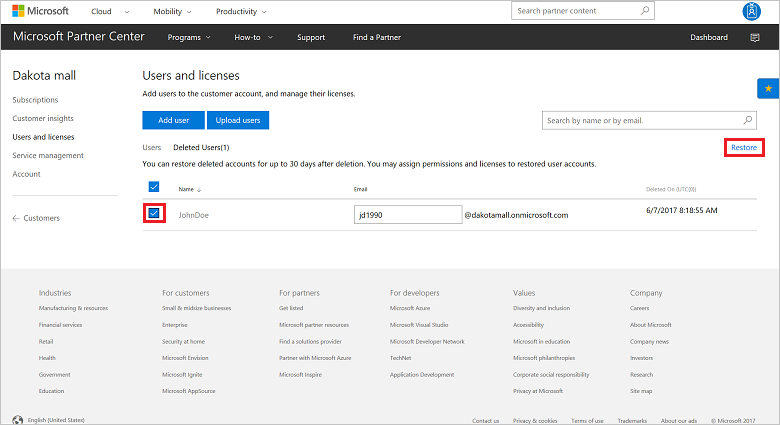 Microsoft Cloud Mobility Productivity Search partner content
Microsoft Partner Center Programs How-to Support Find a Partner Dashboard
Dakota mall
Subscriptions
Customer insights
Users and licenses
Service management
Account
Customers
Users and licenses
Add users to the customer account, and manage their licenses.
Add user Upload users Search by name or by email.
Users Deleted Users(1) Restore
You can restore deleted accounts for up to 30 days after deletion. You may assign permissions and licenses to restored user accounts.
Name Email Deleted On (UTC(0))
JohnDoe jd1990 @dakotamall.onmicrosoft.com 6/7/2017 8:18:55 AM
Industries
Manufacturing & resources
Financial services
Retail
Health
Government
Education
For customers
Small & midsize businesses
Enterprise
Security at home
Microsoft Envision
Microsoft Ignite
Microsoft AppSource
For partners
Get listed
Microsoft partner resources
Find a solutions provider
Partner with Microsoft Azure
Microsoft Inspire
For developers
Microsoft Azure
Microsoft Visual Studio
Microsoft Developer Network
TechNet
Application Development
Values
Diversity and inclusion
Accessibility
Microsoft in education
Microsoft philanthropies
Corporate social responsibility
Privacy at Microsoft
Company
Careers
About Microsoft
Company news
Investors
Research
Site map
English (United States) Contact us Privacy & cookies Terms of use Trademarks About our ads © Microsoft 2017